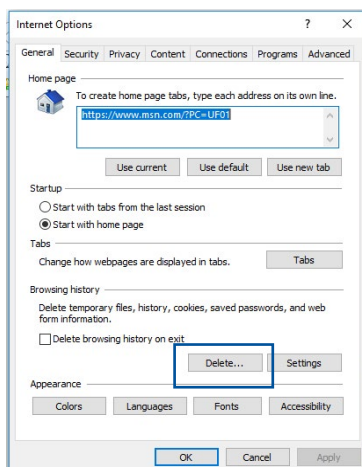 Internet Options ? X
General Security Privacy Content Connections Programs Advanced
Home page
To create home page tabs, type each address on its own line.
https://www.msn.com/?PC=UF01
Use current Use default Use new tab
Startup
Start with tabs from the last session
Start with home page
Tabs
Change how webpages are displayed in tabs. Tabs
Browsing history
Delete temporary files, history, cookies, saved passwords, and web
form information.
Delete browsing history on exit
Delete... Settings
Appearance
Colors Languages Fonts Accessibility
OK Cancel Apply